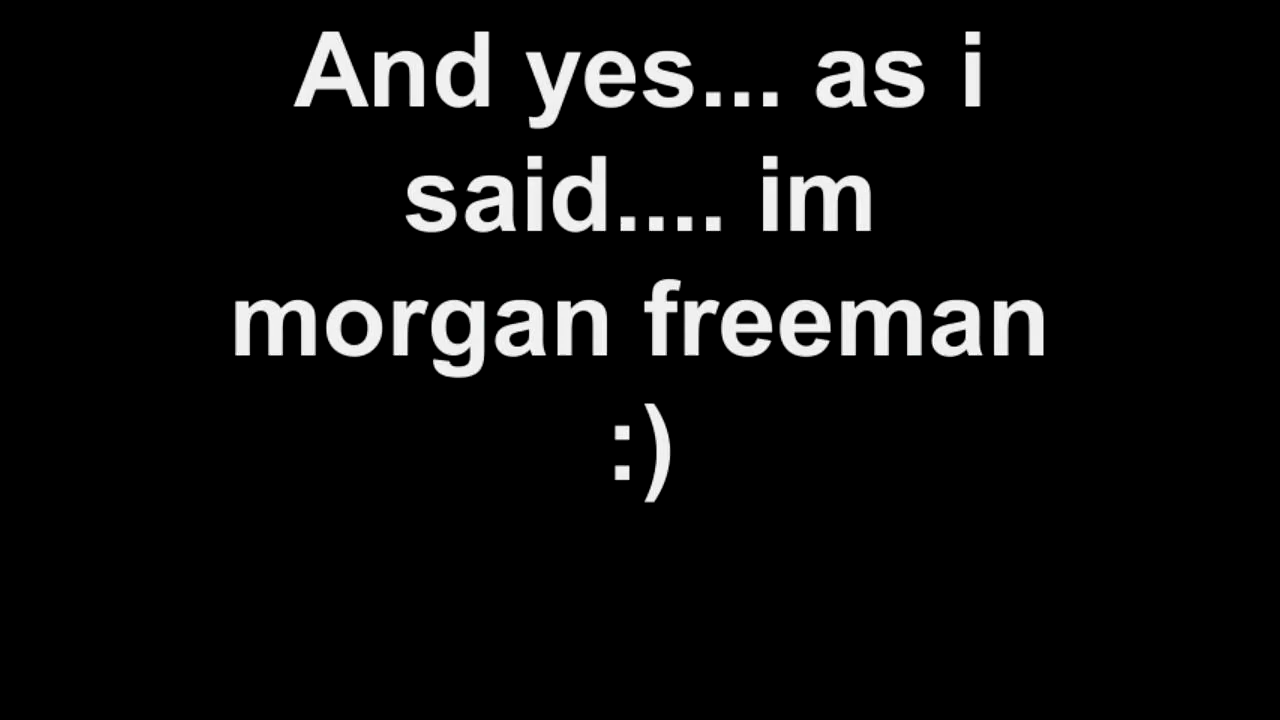 And yes... as i
said.... im
morgan freeman
:)